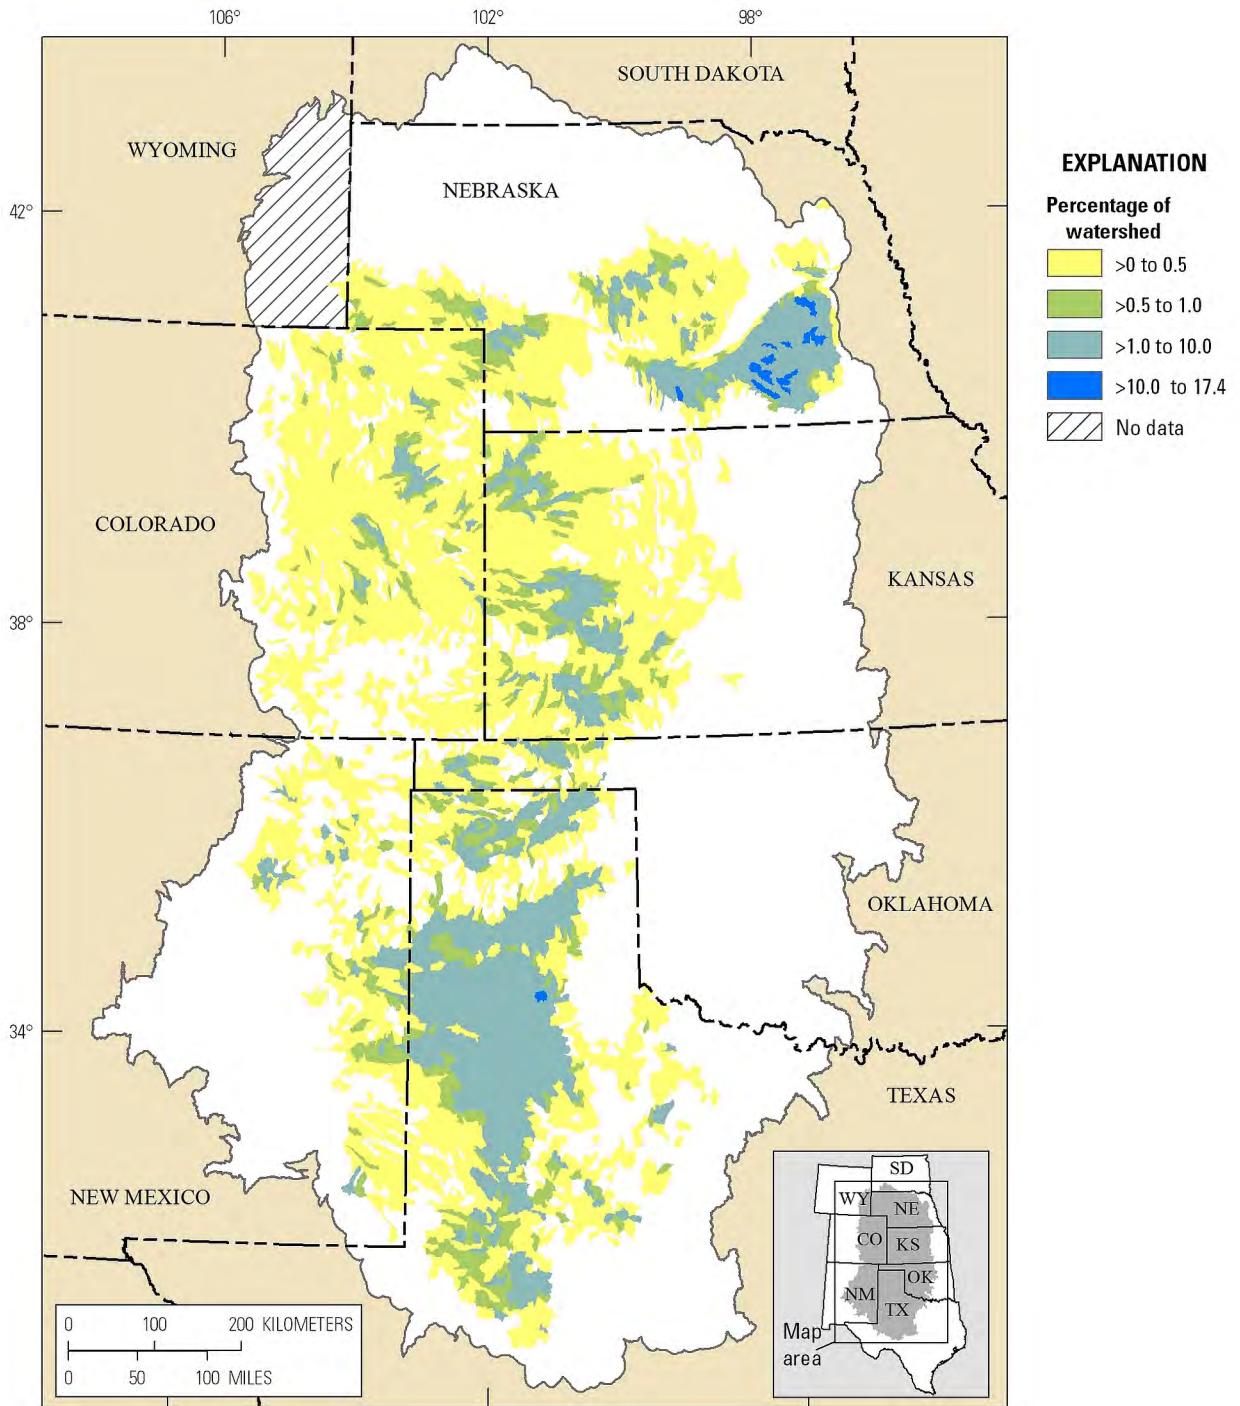 106°
102°
98°
SOUTH DAKOTA
WYOMING
NEBRASKA
42°
COLORADO
KANSAS
38°
OKLAHOMA
34°
TEXAS
NEW MEXICO
EXPLANATION
Percentage of
watershed
>0 to 0.5
>0.5 to 1.0
>1.0 to 10.0
>10.0 to 17.4
No data
0 100 200 KILOMETERS
0 50 100 MILES
SD
WY
NE
CO
KS
OK
NM
TX
Map
area